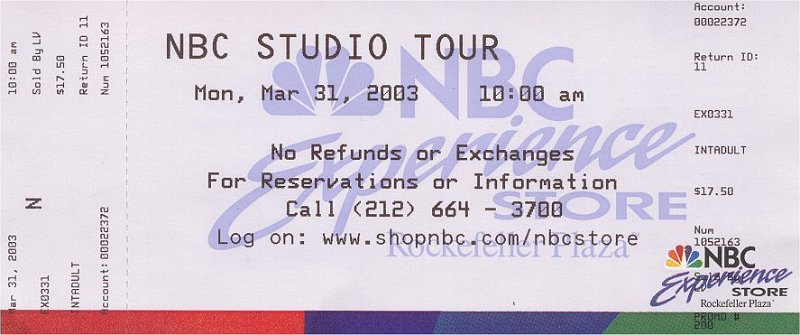 10:00 am
Sold By LV
$17.50
Return ID 11
Num 1052163
Mar 31, 2003
N
EX0331
INTADULT
Account:00022372
NBC STUDIO TOUR
Mon, Mar 31, 2003 10:00 am
No Refunds or Exchanges
For Reservations or Information
Call (212) 664 - 3700
Log on: www.shopnbc.com/nbcstore
NBC
Experience
STORE
Rockefeller Plaza
Account:
00022372
Return ID:
11
EX0331
INTADULT
$17.50
Num
1052163
NBC
Experience
STORE
Rockefeller Plaza
PROMO #
200